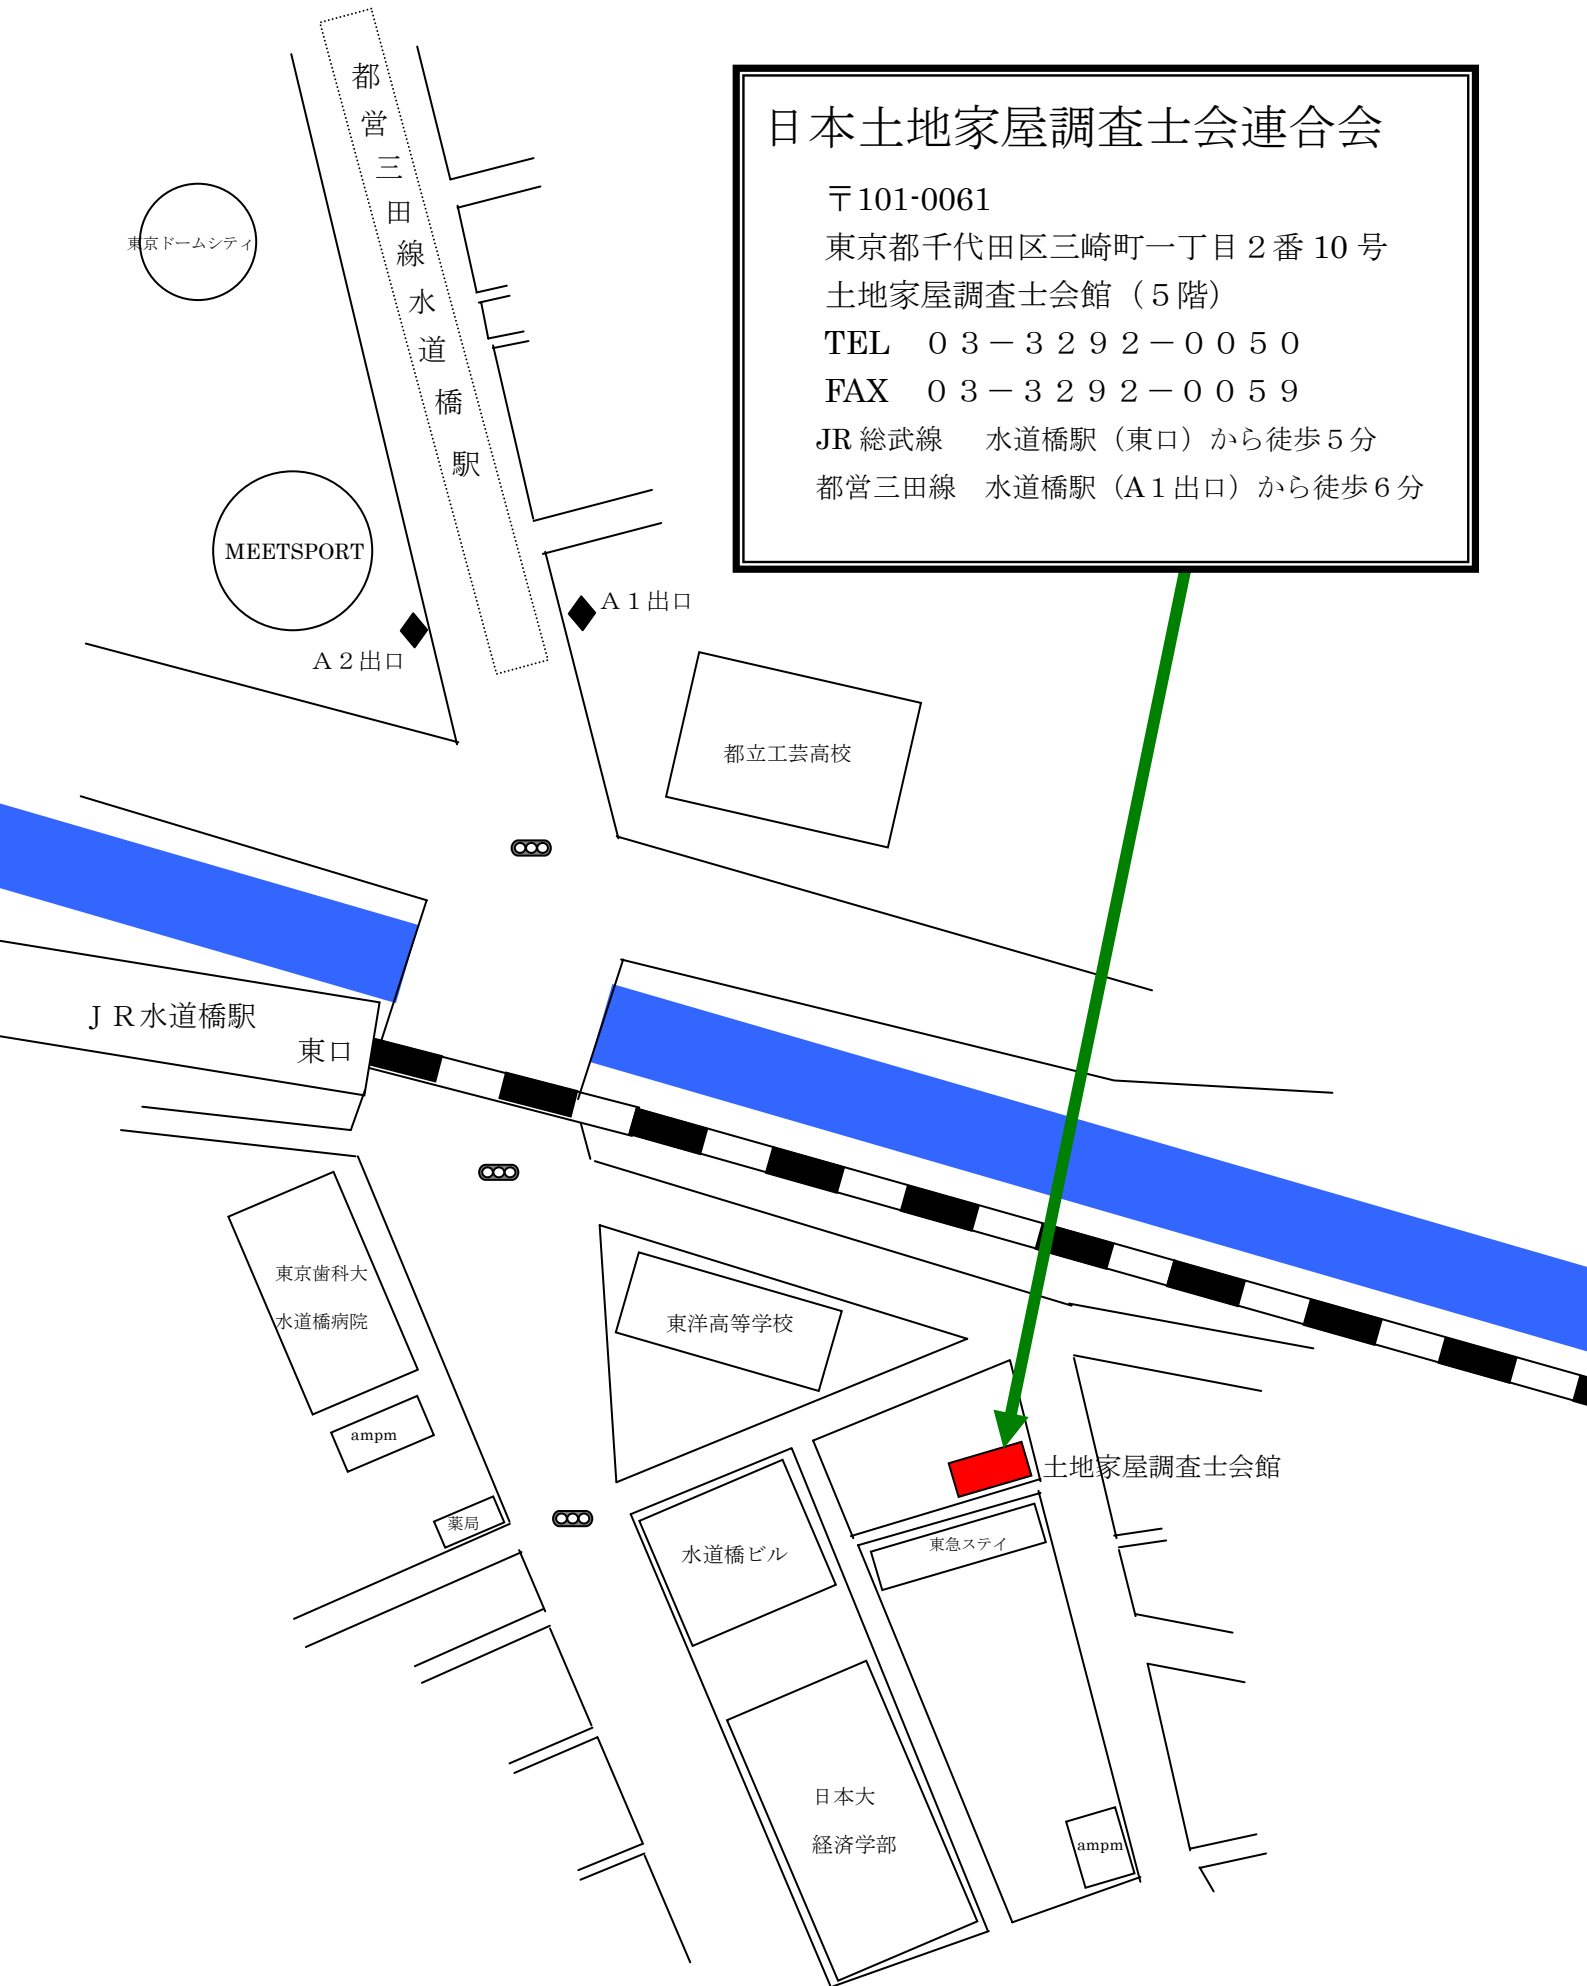 日本土地家屋調査士会連合会
〒101-0061
東京都千代田区三崎町一丁目２番 10 号
土地家屋調査士会館（５階）
TEL　０３－３２９２－００５０
FAX　０３－３２９２－００５９
JR 総武線　水道橋駅（東口）から徒歩５分
都営三田線　水道橋駅（A１出口）から徒歩６分
都営三田線水道橋駅
東京ドームシティ
MEETSPORT
Ａ１出口
Ａ２出口
都立工芸高校
ＪＲ水道橋駅
東口
東京歯科大
水道橋病院
東洋高等学校
ampm
土地家屋調査士会館
薬局
水道橋ビル
東急ステイ
日本大
経済学部
ampm